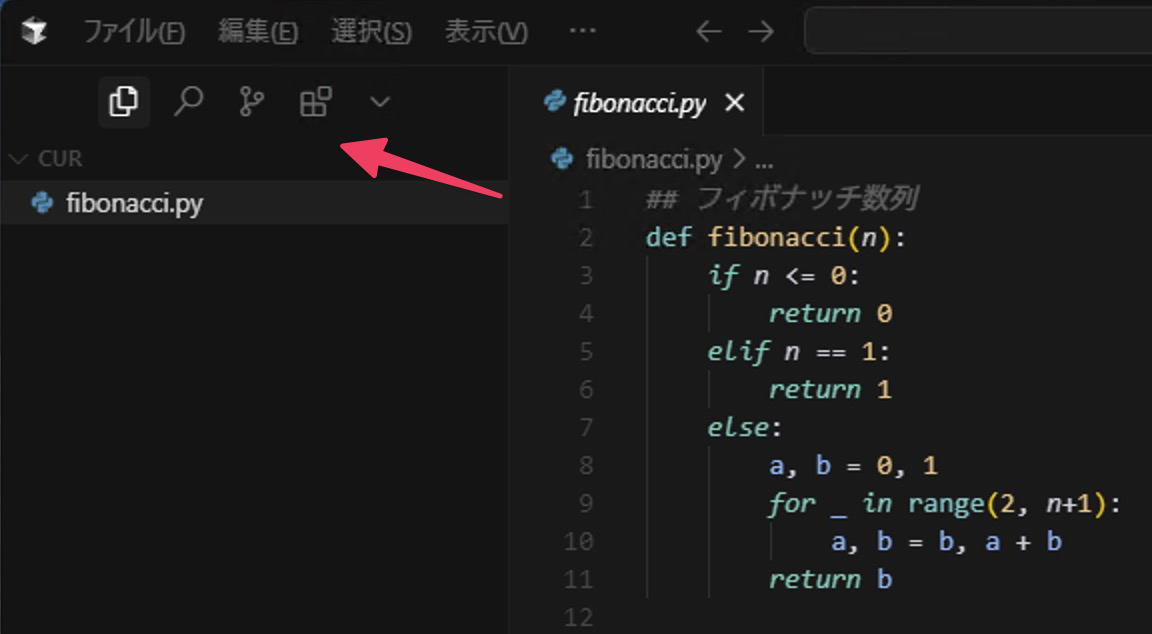 ファイル(F) 編集(E) 選択(S) 表示(V) ...
CUR
fibonacci.py
fibonacci.py
fibonacci.py > ...
1 ## フィボナッチ数列
2 def fibonacci(n):
3     if n <= 0:
4         return 0
5     elif n == 1:
6         return 1
7     else:
8         a, b = 0, 1
9         for _ in range(2, n+1):
10             a, b = b, a + b
11         return b
12